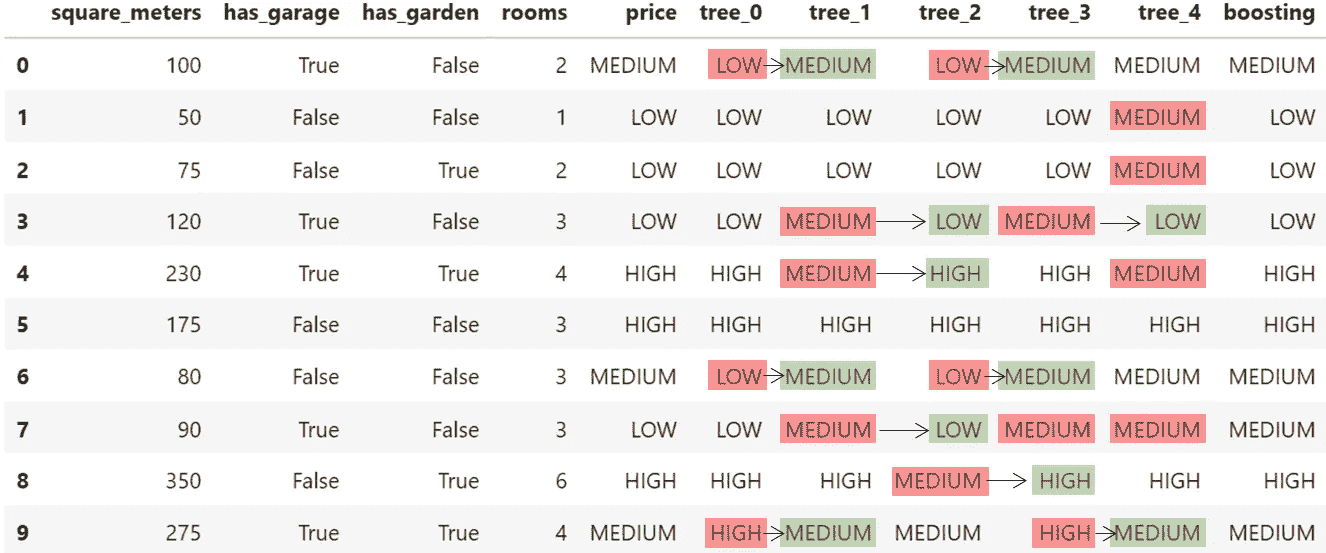 square_meters has_garage has_garden rooms price tree_0 tree_1 tree_2 tree_3 tree_4 boosting
0 100 True False 2 MEDIUM LOW MEDIUM LOW MEDIUM MEDIUM MEDIUM
1 50 False False 1 LOW LOW LOW LOW LOW MEDIUM LOW
2 75 False True 2 LOW LOW LOW LOW LOW MEDIUM LOW
3 120 True False 3 LOW LOW MEDIUM LOW MEDIUM LOW LOW
4 230 True True 4 HIGH HIGH MEDIUM HIGH HIGH MEDIUM HIGH
5 175 False False 3 HIGH HIGH HIGH HIGH HIGH HIGH HIGH
6 80 False False 3 MEDIUM LOW MEDIUM LOW MEDIUM MEDIUM MEDIUM
7 90 True False 3 LOW LOW MEDIUM LOW MEDIUM MEDIUM MEDIUM
8 350 False True 6 HIGH HIGH HIGH MEDIUM HIGH HIGH HIGH
9 275 True True 4 MEDIUM HIGH MEDIUM MEDIUM HIGH MEDIUM MEDIUM